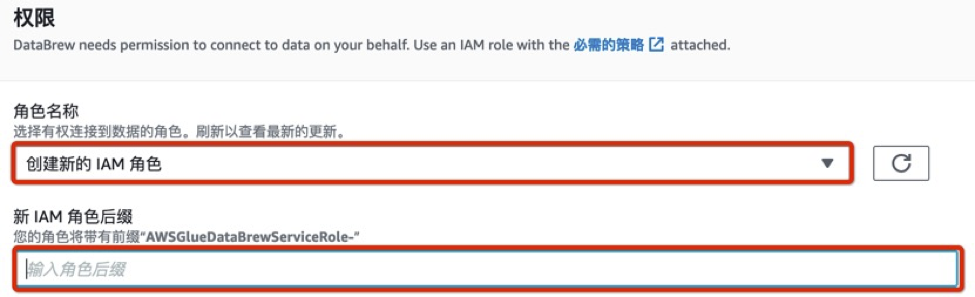 权限
DataBrew needs permission to connect to data on your behalf. Use an IAM role with the 必需的策略 attached.
角色名称
选择有权连接到数据的角色。刷新以查看最新的更新。
创建新的 IAM 角色
新 IAM 角色后缀
您的角色将带有前缀“AWSGlueDataBrewServiceRole-”
输入角色后缀